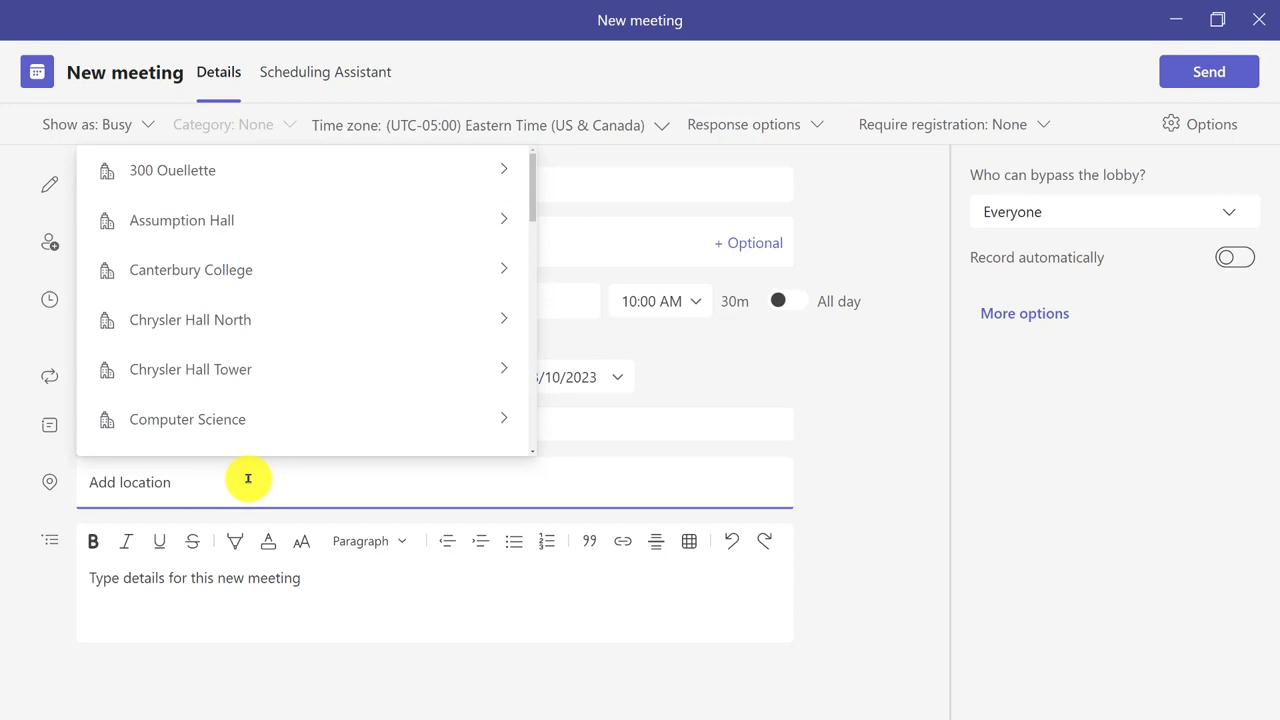 New meeting
New meeting
Details
Scheduling Assistant
Send
Show as: Busy
Category: None
Time zone: (UTC-05:00) Eastern Time (US & Canada)
Response options
Require registration: None
Options
300 Ouellette
Assumption Hall
Canterbury College
Chrysler Hall North
Chrysler Hall Tower
Computer Science
+ Optional
10:00 AM
30m
All day
/10/2023
Add location
Paragraph
Type details for this new meeting
Who can bypass the lobby?
Everyone
Record automatically
More options